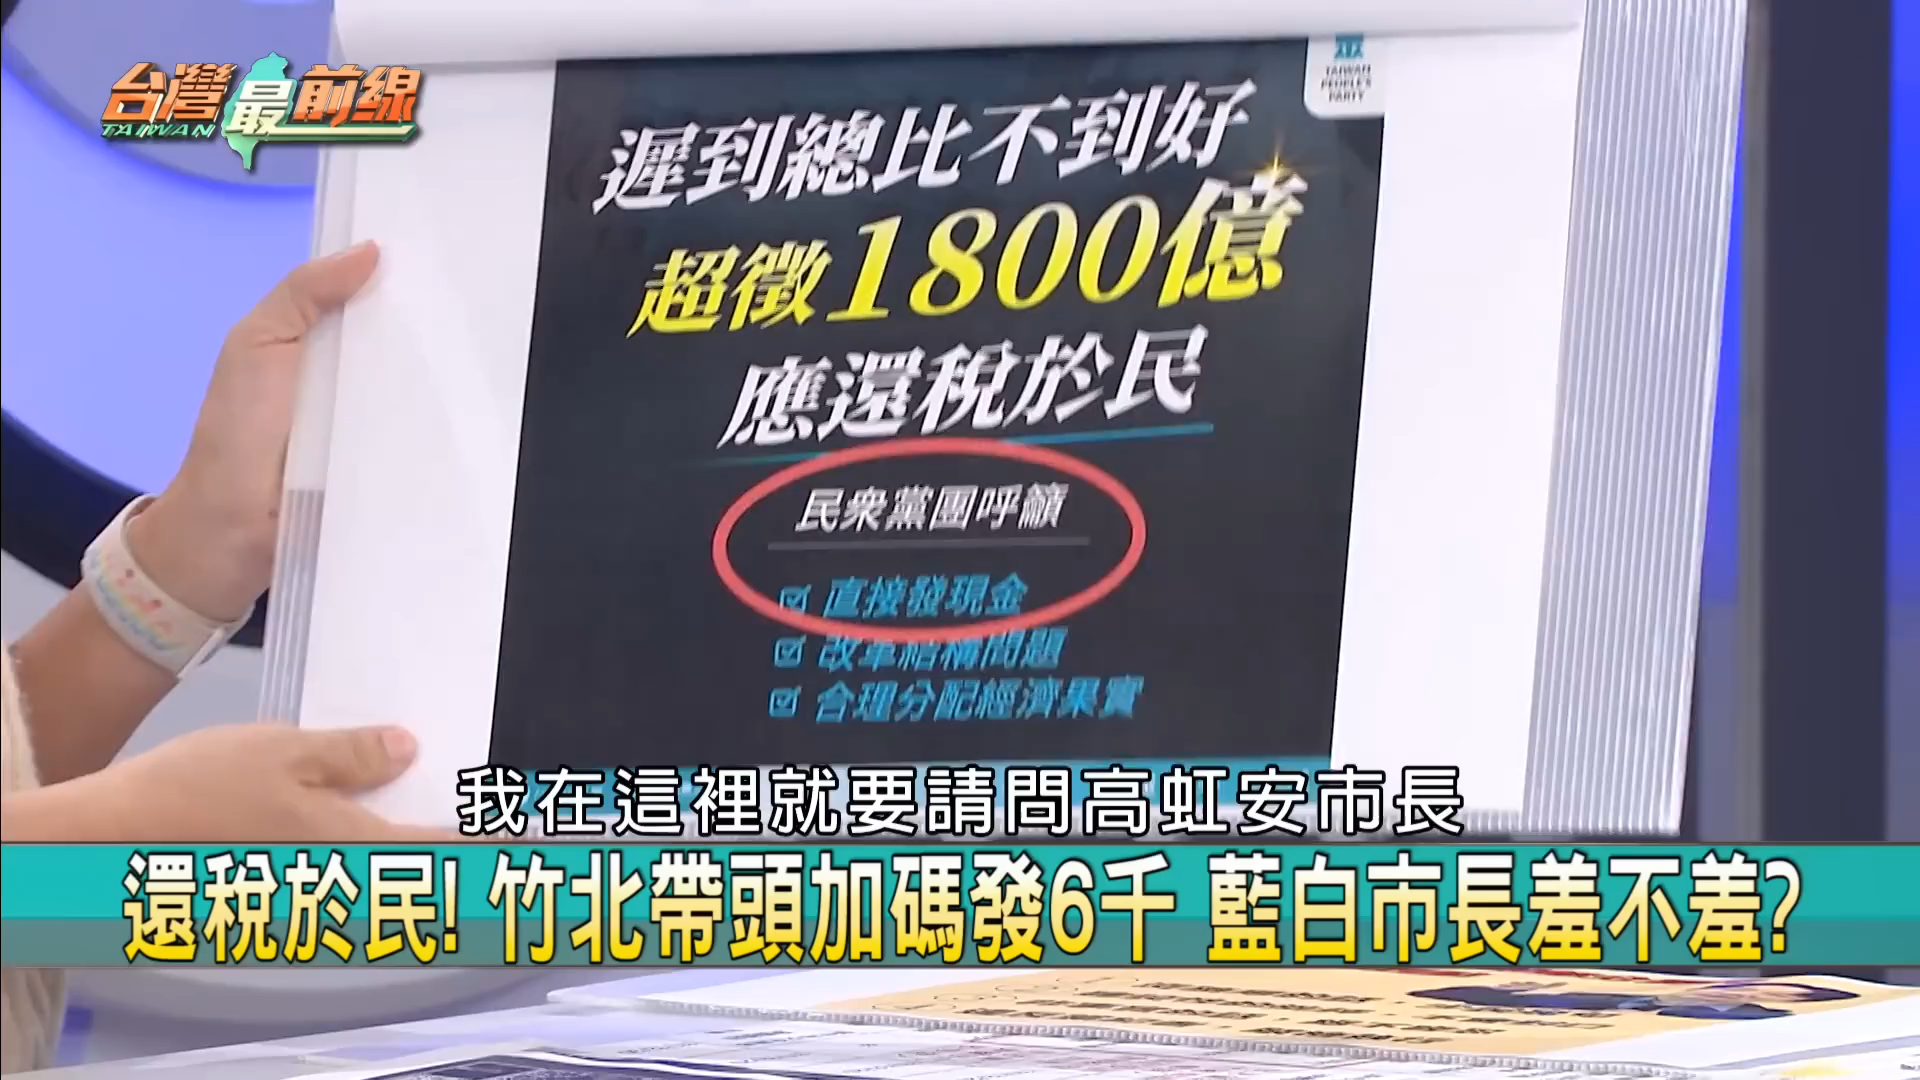 台灣最前線
TAIWAN
TAIWAN
PEOPLE'S
PARTY
遲到總比不到好
超徵1800億
應還稅於民
民眾黨團呼籲
直接發現金
改革結構問題
合理分配經濟果實
我在這裡就要請問高虹安市長
還稅於民! 竹北帶頭加碼發6千 藍白市長羞不羞?